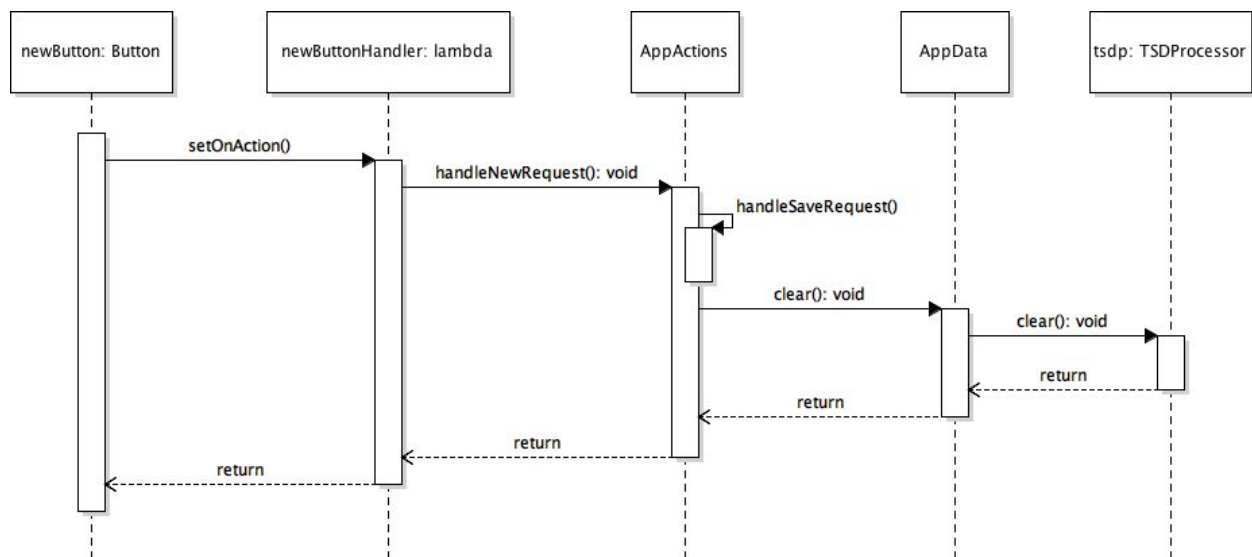 newButton: Button
newButtonHandler: lambda
AppActions
AppData
tsdp: TSDProcessor
setOnAction()
handleNewRequest(): void
handleSaveRequest()
clear(): void
clear(): void
return
return
return
return